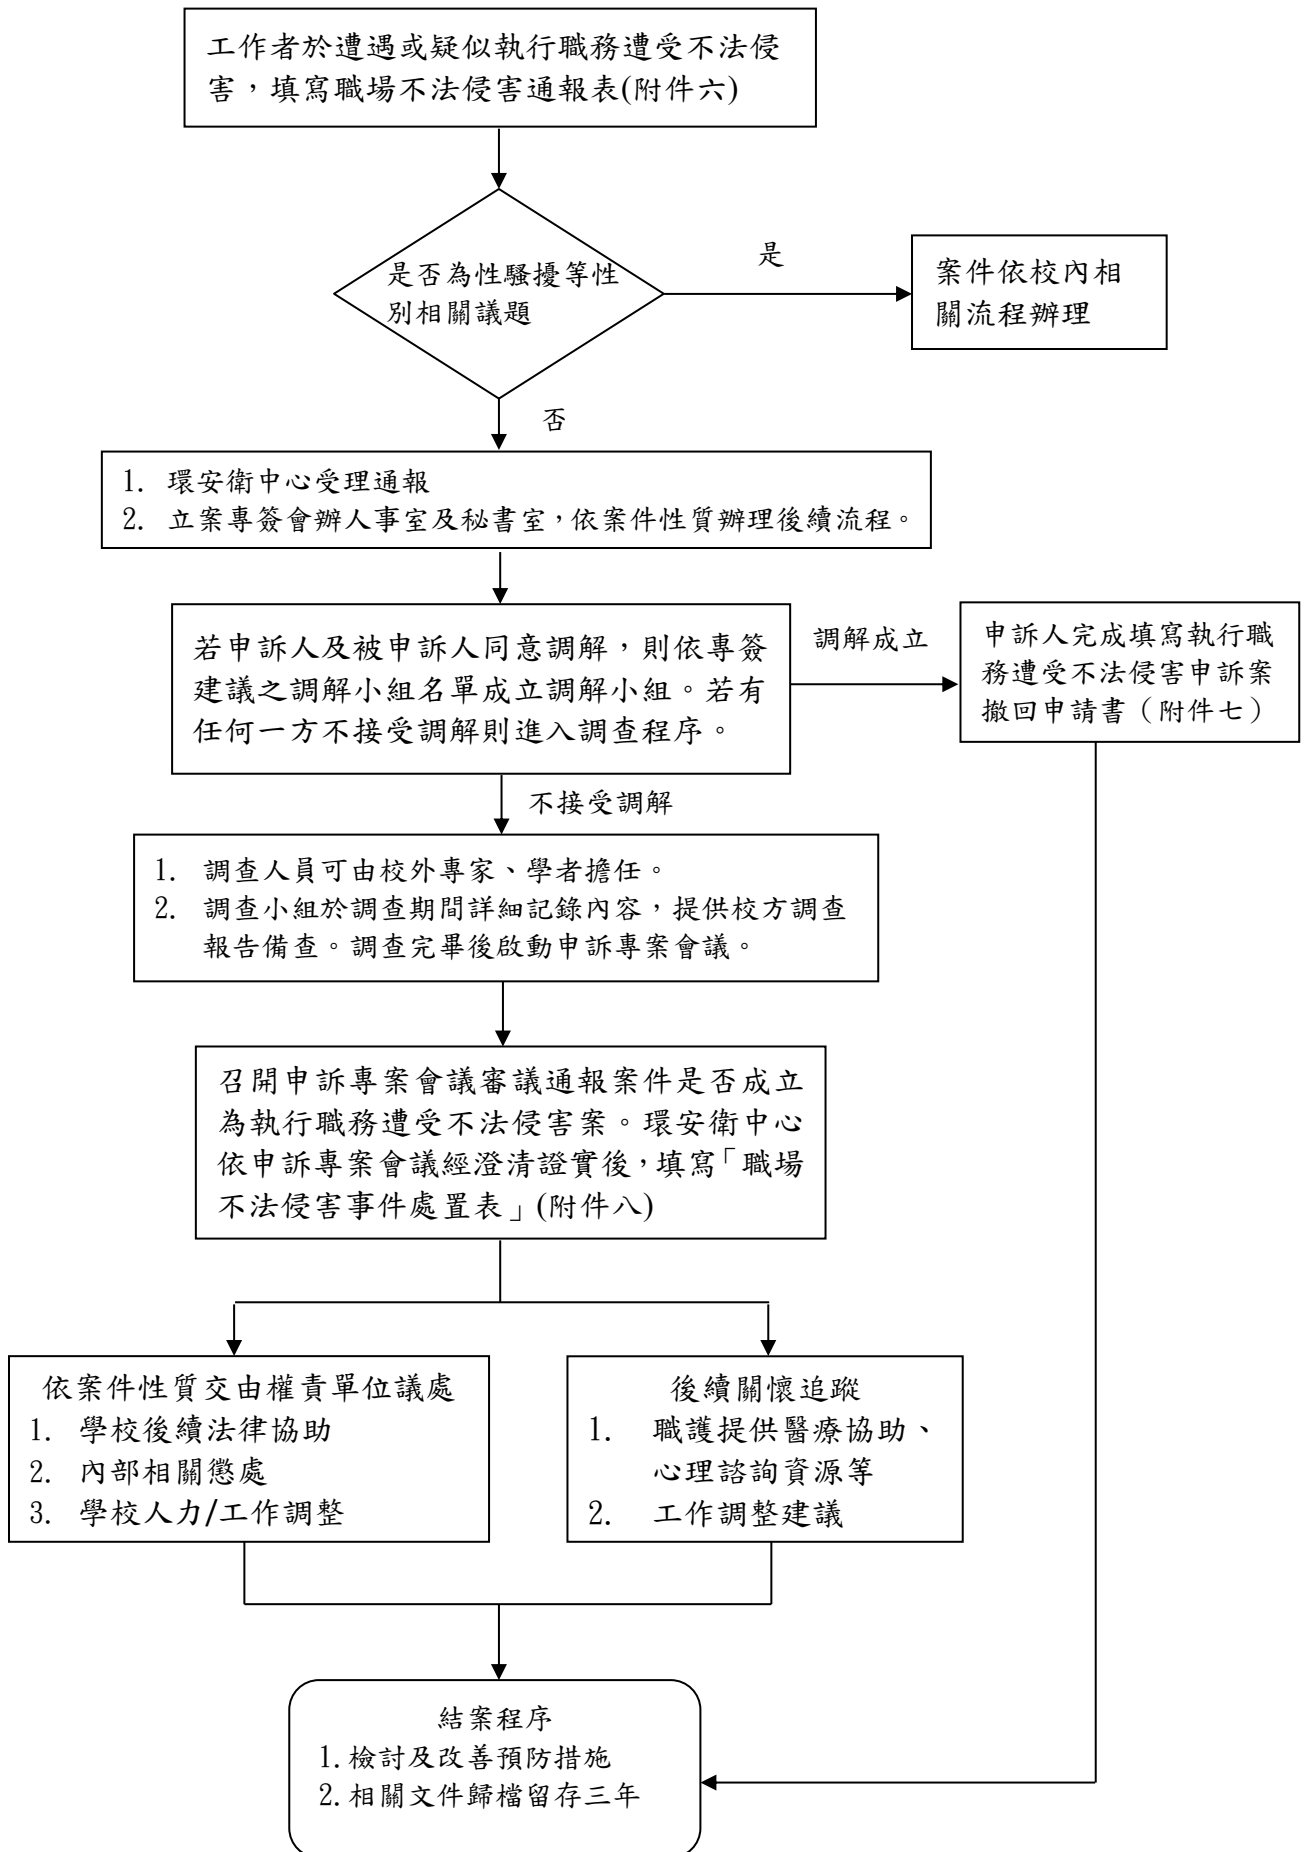 工作者於遭遇或疑似執行職務遭受不法侵
害，填寫職場不法侵害通報表(附件六)
是否為性騷擾等性
別相關議題
是
案件依校內相
關流程辦理
否
1. 環安衛中心受理通報
2. 立案專簽會辦人事室及秘書室，依案件性質辦理後續流程。
若申訴人及被申訴人同意調解，則依專簽
建議之調解小組名單成立調解小組。若有
任何一方不接受調解則進入調查程序。
調解成立
申訴人完成填寫執行職
務遭受不法侵害申訴案
撤回申請書（附件七）
不接受調解
1. 調查人員可由校外專家、學者擔任。
2. 調查小組於調查期間詳細記錄內容，提供校方調查
報告備查。調查完畢後啟動申訴專案會議。
召開申訴專案會議審議通報案件是否成立
為執行職務遭受不法侵害案。環安衛中心
依申訴專案會議經澄清證實後，填寫「職場
不法侵害事件處置表」(附件八)
依案件性質交由權責單位議處
1. 學校後續法律協助
2. 內部相關懲處
3. 學校人力/工作調整
後續關懷追蹤
1. 職護提供醫療協助、
心理諮詢資源等
2. 工作調整建議
結案程序
1.檢討及改善預防措施
2.相關文件歸檔留存三年